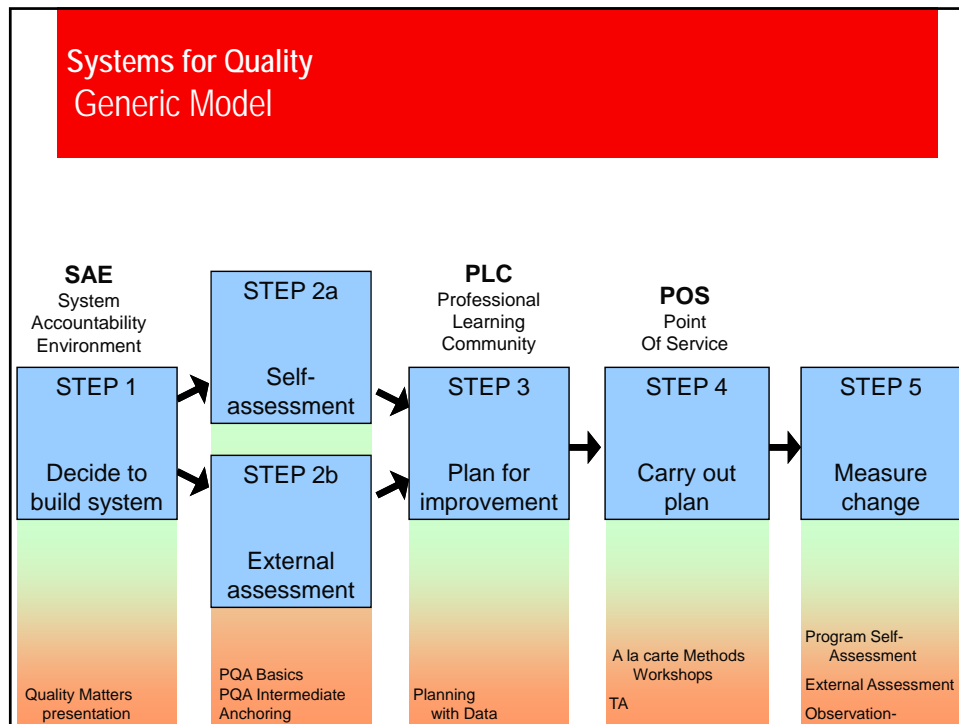 Systems for Quality
Generic Model
SAE
System
Accountability
Environment
STEP 1
Decide to
build system
Quality Matters
presentation
STEP 2a
Self-
assessment
STEP 2b
External
assessment
PQA Basics
PQA Intermediate
Anchoring
PLC
Professional
Learning
Community
STEP 3
Plan for
improvement
Planning
with Data
POS
Point
Of Service
STEP 4
Carry out
plan
A la carte Methods
Workshops
TA
STEP 5
Measure
change
Program Self-
Assessment
External Assessment
Observation-